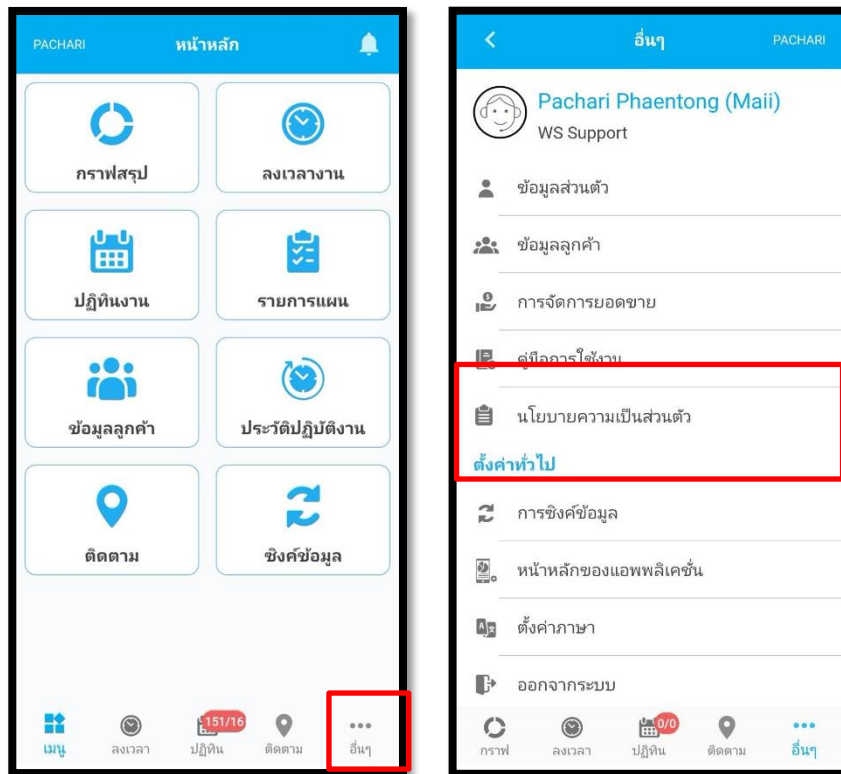 PACHARI หน้าหลัก
กราฟสรุป ลงเวลางาน
ปฏิทินงาน รายการแผน
ข้อมูลลูกค้า ประวัติปฏิบัติงาน
ติดตาม ซิงค์ข้อมูล
151/16
เมนู ลงเวลา ปฏิทิน ติดตาม อื่นๆ
อื่นๆ PACHARI
Pachari Phaentong (Maii)
WS Support
ข้อมูลส่วนตัว
ข้อมูลลูกค้า
การจัดการยอดขาย
คู่มือการใช้งาน
นโยบายความเป็นส่วนตัว
ตั้งค่าทั่วไป
การซิงค์ข้อมูล
หน้าหลักของแอพพลิเคชั่น
ตั้งค่าภาษา
ออกจากระบบ
0/0
กราฟ ลงเวลา ปฏิทิน ติดตาม อื่นๆ